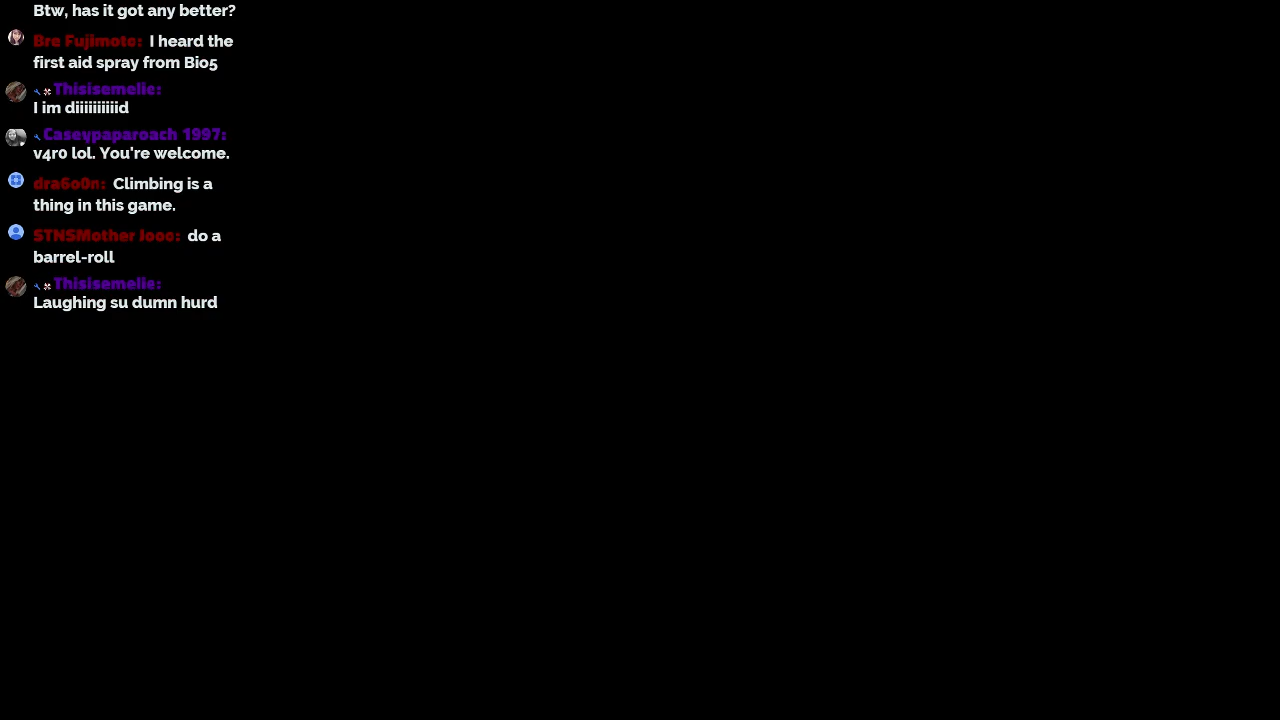 Btw, has it got any better?
Bre Fujimoto: I heard the
first aid spray from Bio5
Thisisemelie:
I im diiiiiiiiiid
Caseypaparoach 1997:
v4r0 lol. You're welcome.
dra6o0n: Climbing is a
thing in this game.
STNSMother Jooe: do a
barrel-roll
Thisisemelie:
Laughing su dumn hurd